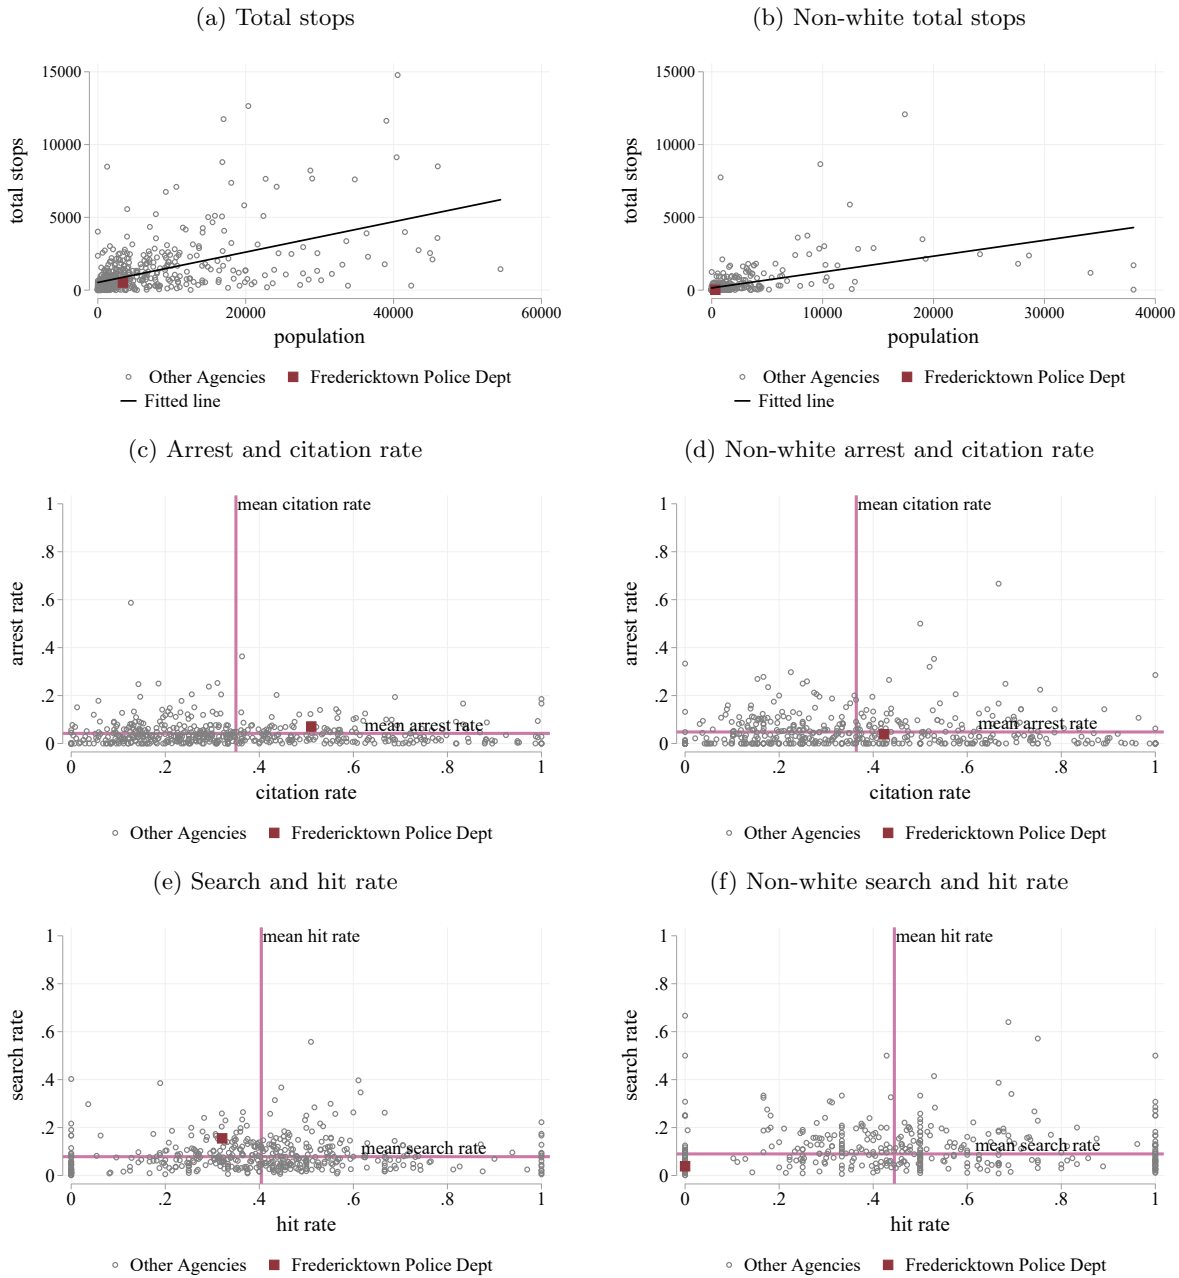 (a) Total stops
(b) Non-white total stops
15000
10000
5000
0
total stops
0
20000
40000
60000
population
15000
10000
5000
0
total stops
0
10000
20000
30000
40000
population
Other Agencies
Fredericktown Police Dept
Fitted line
Other Agencies
Fredericktown Police Dept
Fitted line
(c) Arrest and citation rate
(d) Non-white arrest and citation rate
1
.8
.6
.4
.2
0
arrest rate
mean citation rate
mean arrest rate
0
.2
.4
.6
.8
1
citation rate
1
.8
.6
.4
.2
0
arrest rate
mean citation rate
mean arrest rate
0
.2
.4
.6
.8
1
citation rate
Other Agencies
Fredericktown Police Dept
Other Agencies
Fredericktown Police Dept
(e) Search and hit rate
(f) Non-white search and hit rate
1
.8
.6
.4
.2
0
search rate
mean hit rate
mean search rate
0
.2
.4
.6
.8
1
hit rate
1
.8
.6
.4
.2
0
search rate
mean hit rate
mean search rate
0
.2
.4
.6
.8
1
hit rate
Other Agencies
Fredericktown Police Dept
Other Agencies
Fredericktown Police Dept